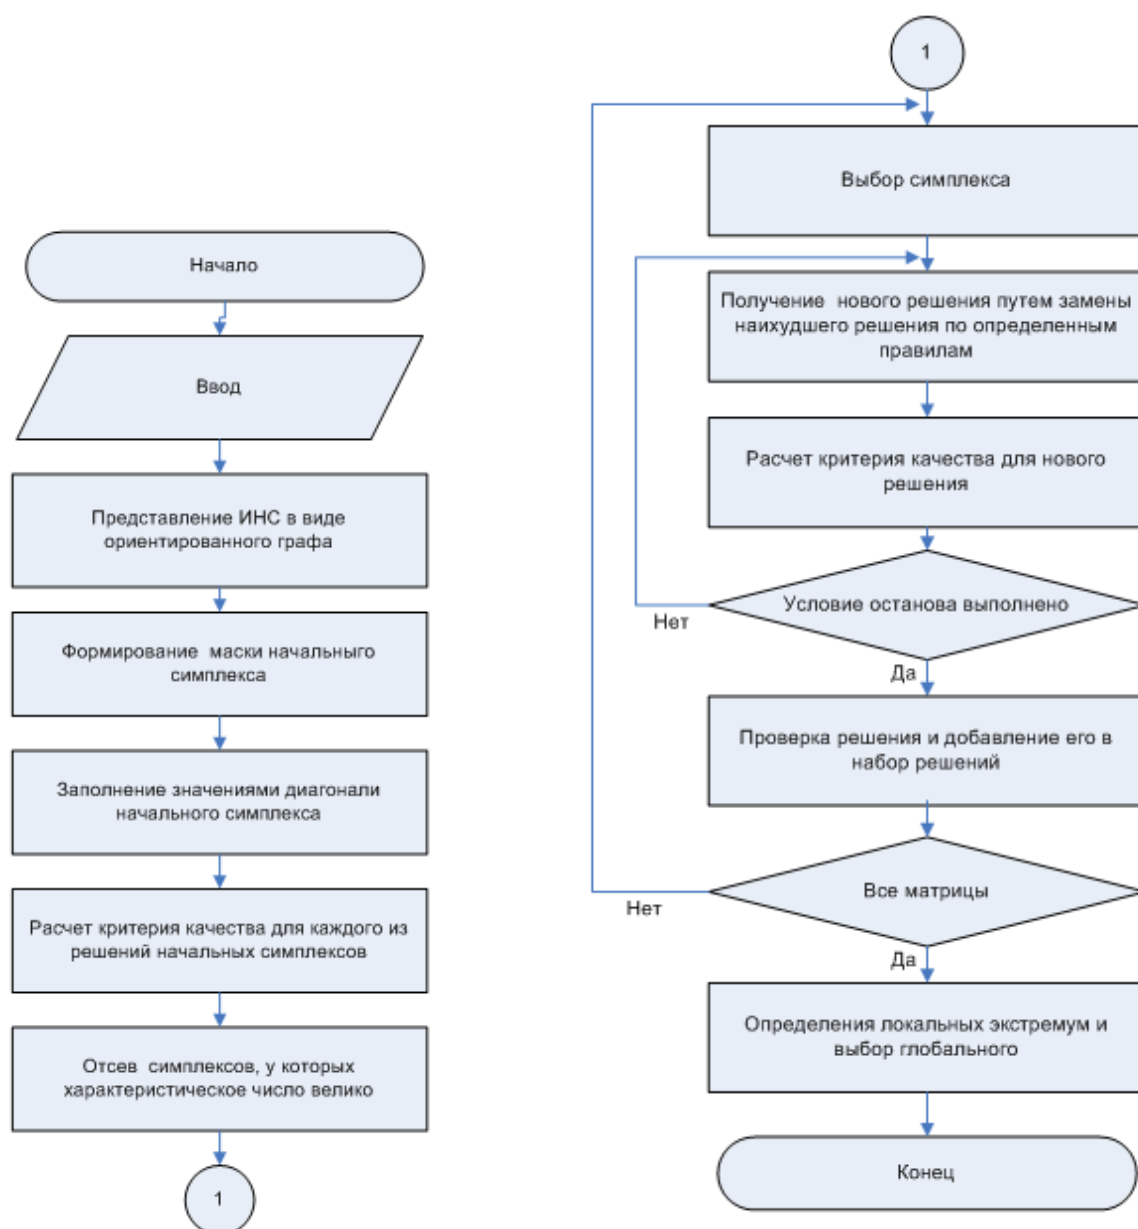 Начало
Ввод
Представление ИНС в виде
ориентированного графа
Формирование маски начальныго
симплекса
Заполнение значениями диагонали
начального симплекса
Расчет критерия качества для каждого из
решений начальных симплексов
Отсев симплексов, у которых
характеристическое число велико
1
1
Выбор симплекса
Получение нового решения путем замены
наихудшего решения по определенным
правилам
Расчет критерия качества для нового
решения
Условие останова выполнено
Нет
Да
Проверка решения и добавление его в
набор решений
Все матрицы
Нет
Да
Определения локальных экстремум и
выбор глобального
Конец